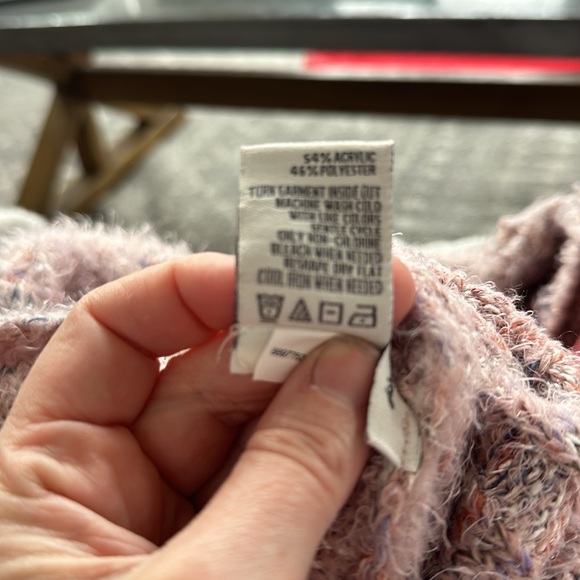 54% ACRYLIC
46% POLYESTER
TURN GARMENT INSIDE OUT
MACHINE WASH COLD
WITH LIKE COLORS
GENTLE CYCLE
ONLY NON-CHLORINE
BLEACH WHEN NEEDED
RESHAPE DRY FLAT
COOL IRON WHEN NEEDED